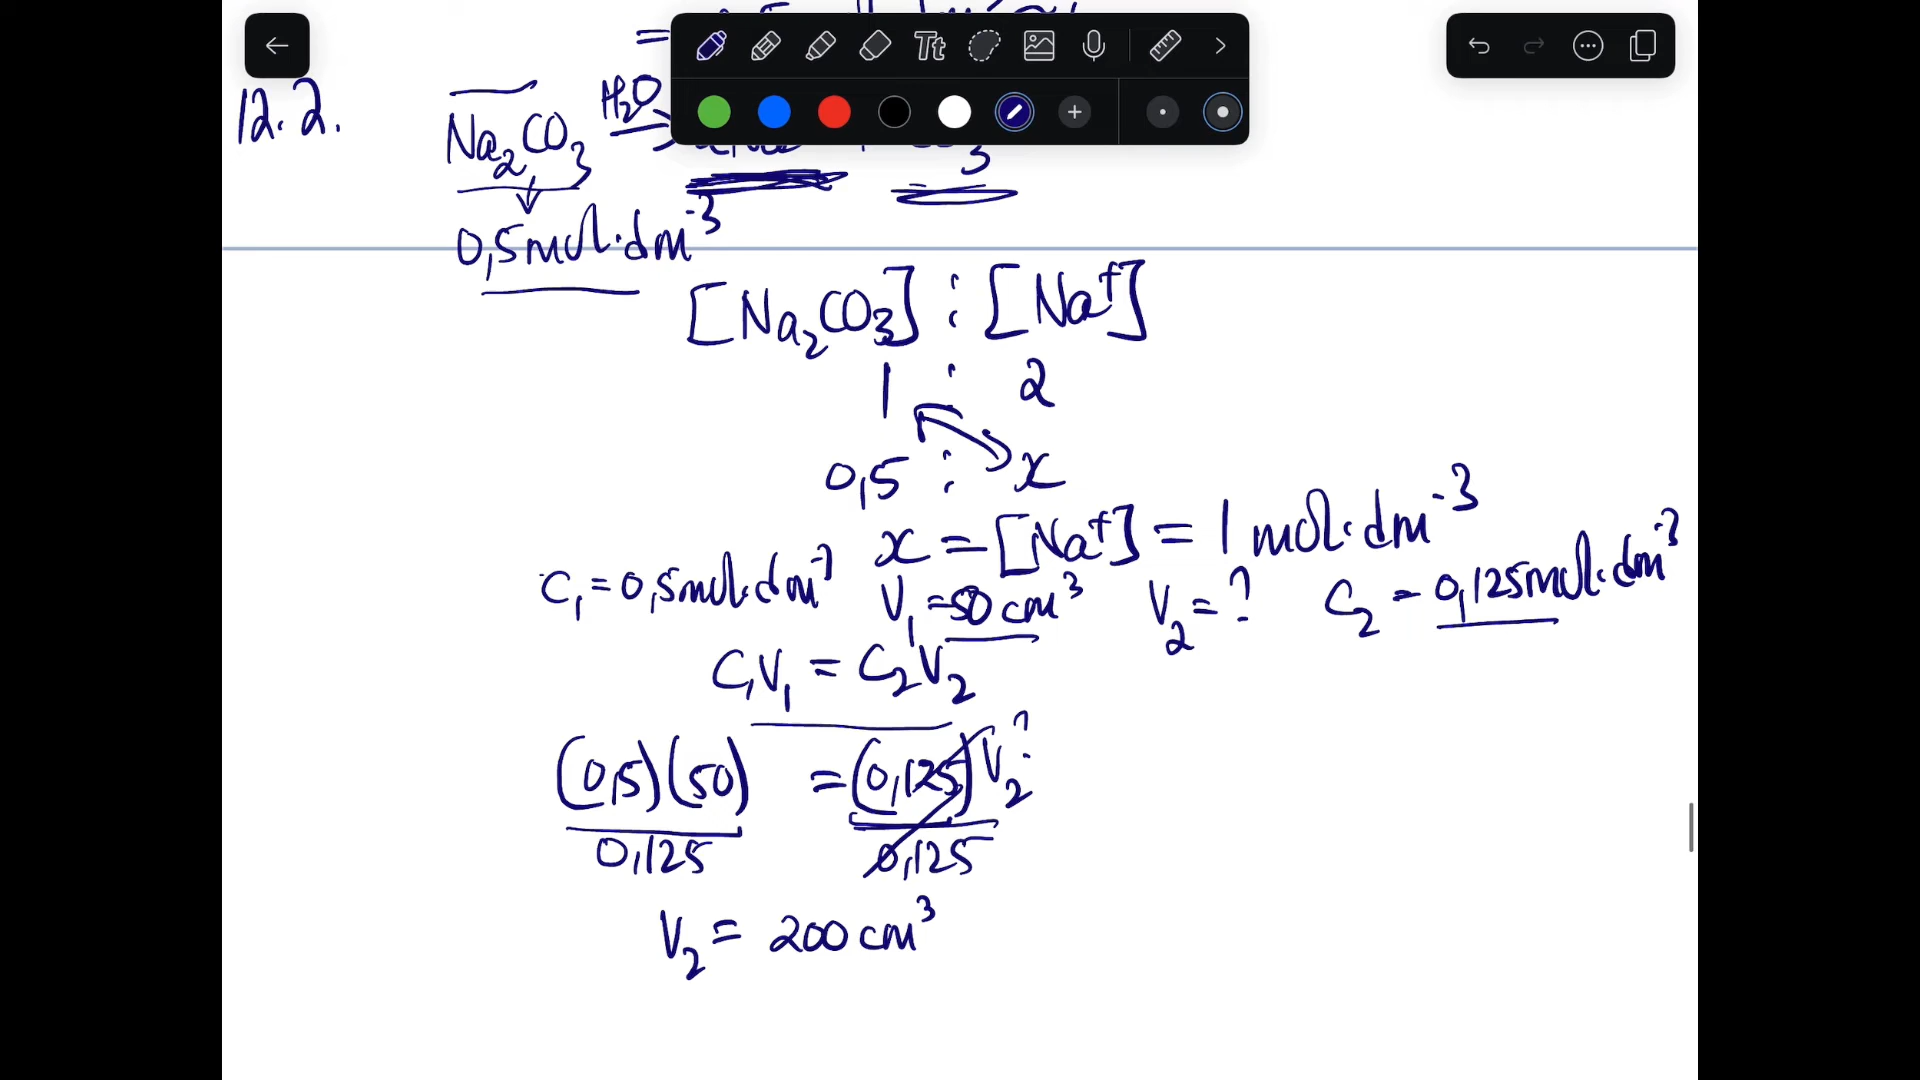 =
12.2. Na₂CO₃ H₂O → 3
0,5 mol·dm⁻³
[Na₂CO₃] : [Na⁺]
1 : 2
0,5 : x
x = [Na⁺] = 1 mol·dm⁻³
C₁ = 0,5 mol·dm⁻³ V₁ = 50 cm³ V₂ = ? C₂ = 0,125 mol·dm⁻³
C₁V₁ = C₂V₂
(0,5)(50) = (0,125) V₂ ?
0,125 0,125
V₂ = 200 cm³
Tt